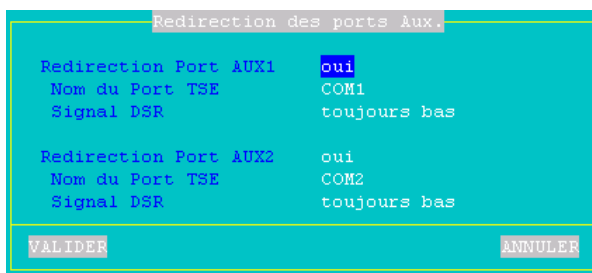 Redirection des ports Aux.
Redirection Port AUX1 oui
Nom du Port TSE COM1
Signal DSR toujours bas
Redirection Port AUX2 oui
Nom du Port TSE COM2
Signal DSR toujours bas
VALIDER ANNULER